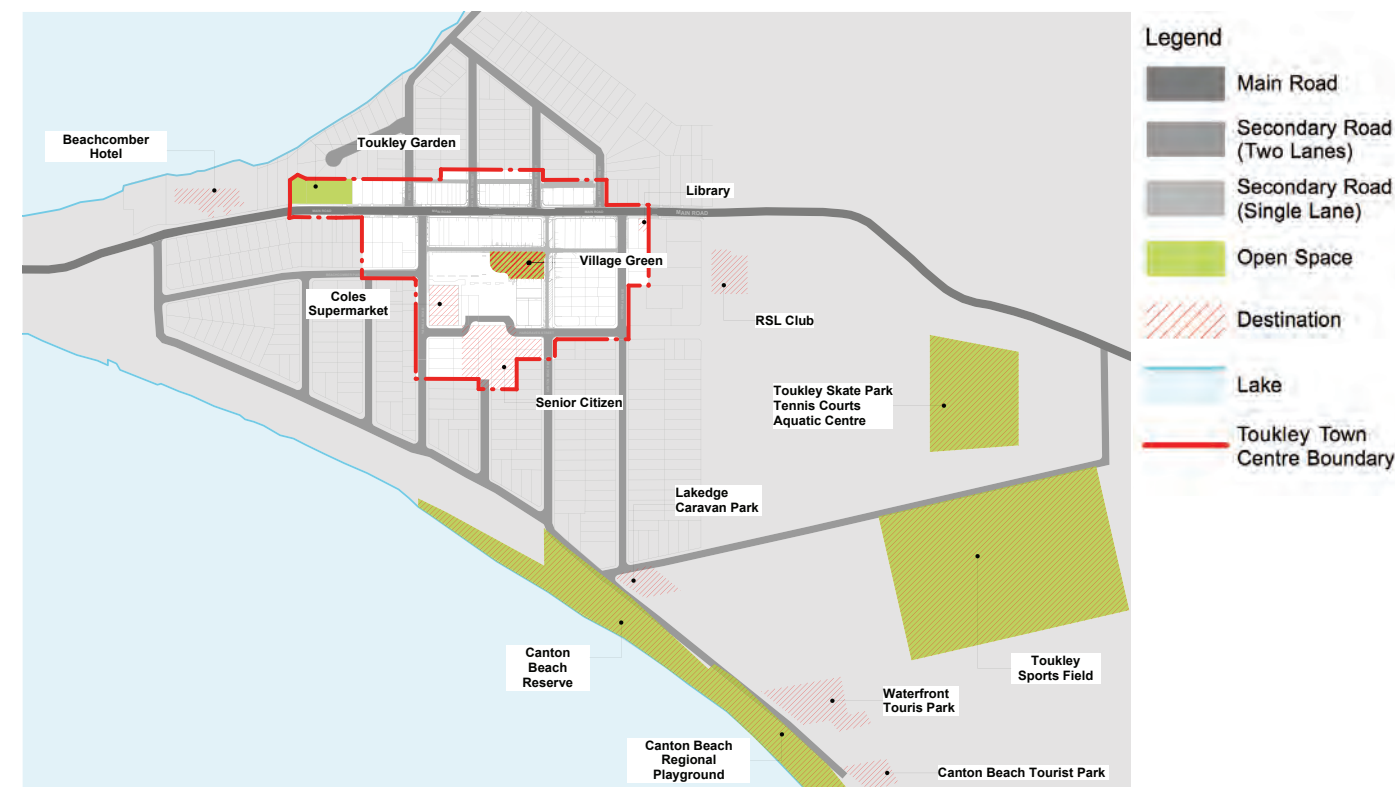 Beachcomber
Hotel
Toukley Garden
Library
MAIN ROAD
Village Green
Coles
Supermarket
RSL Club
Senior Citizen
Toukley Skate Park
Tennis Courts
Aquatic Centre
Lakedge
Caravan Park
Canton
Beach
Reserve
Toukley
Sports Field
Waterfront
Touris Park
Canton Beach
Regional
Playground
Canton Beach Tourist Park
Legend
Main Road
Secondary Road
(Two Lanes)
Secondary Road
(Single Lane)
Open Space
Destination
Lake
Toukley Town
Centre Boundary